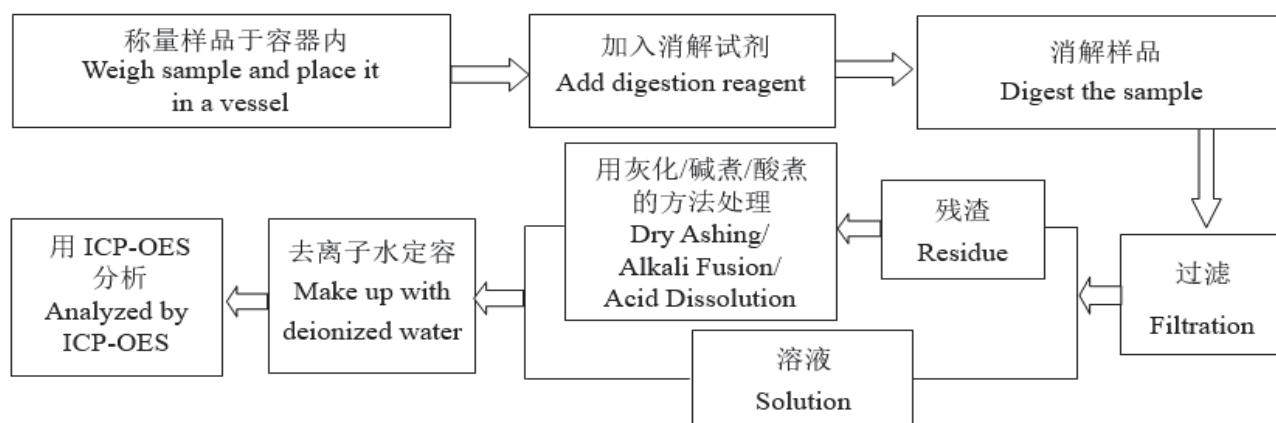 称量样品于容器内
Weigh sample and place it
in a vessel
加入消解试剂
Add digestion reagent
消解样品
Digest the sample
过滤
Filtration
残渣
Residue
用灰化/碱煮/酸煮
的方法处理
Dry Ashing/
Alkali Fusion/
Acid Dissolution
溶液
Solution
去离子水定容
Make up with
deionized water
用 ICP-OES
分析
Analyzed by
ICP-OES